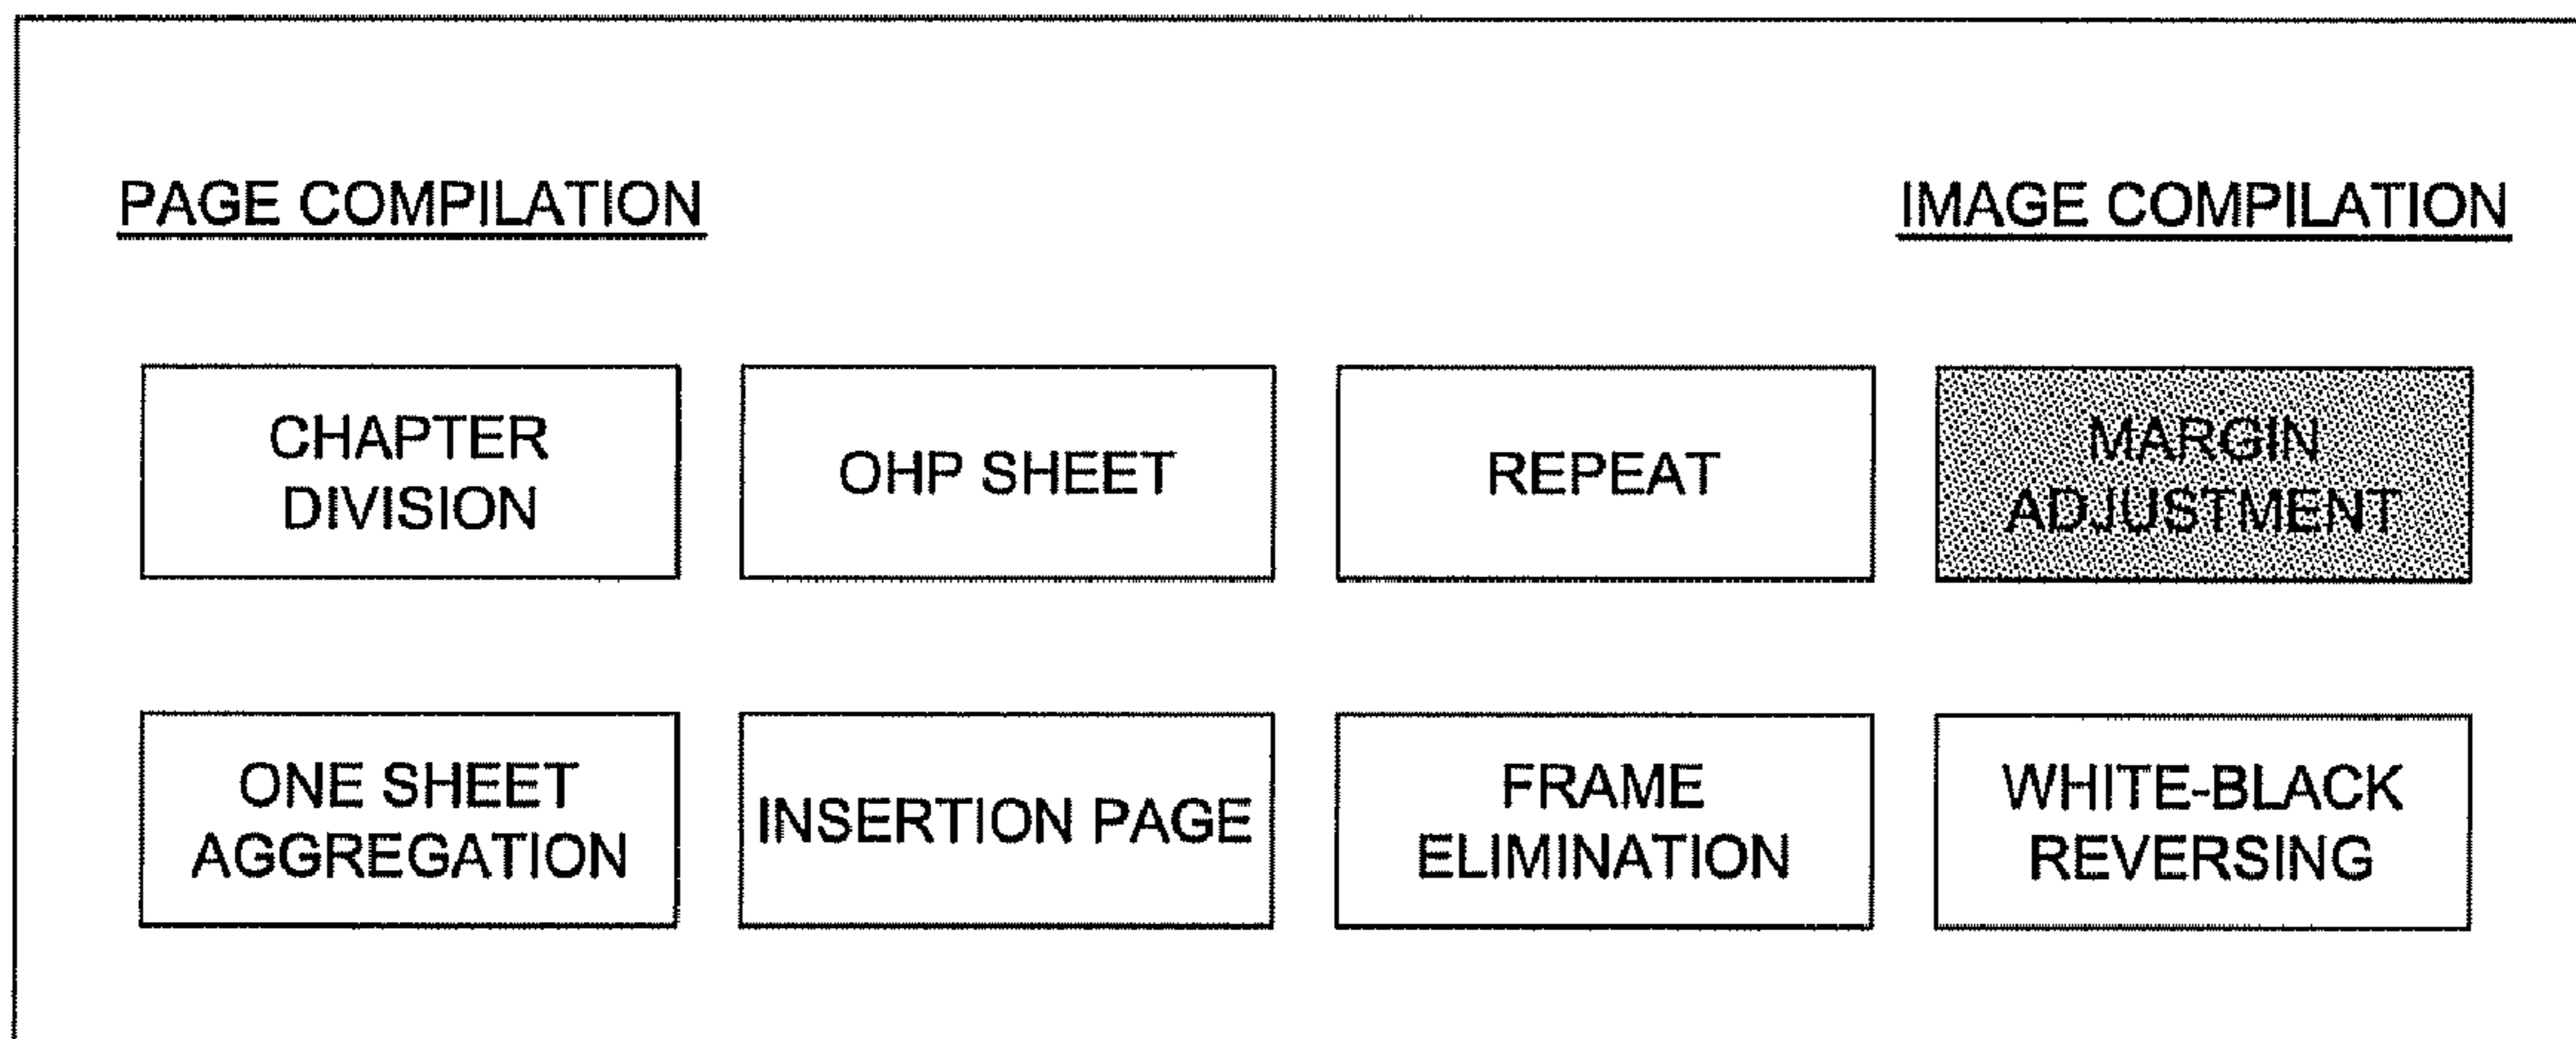 PAGE COMPILATION
IMAGE COMPILATION
CHAPTER
DIVISION
OHP SHEET
REPEAT
MARGIN
ADJUSTMENT
ONE SHEET
AGGREGATION
INSERTION PAGE
FRAME
ELIMINATION
WHITE-BLACK
REVERSING